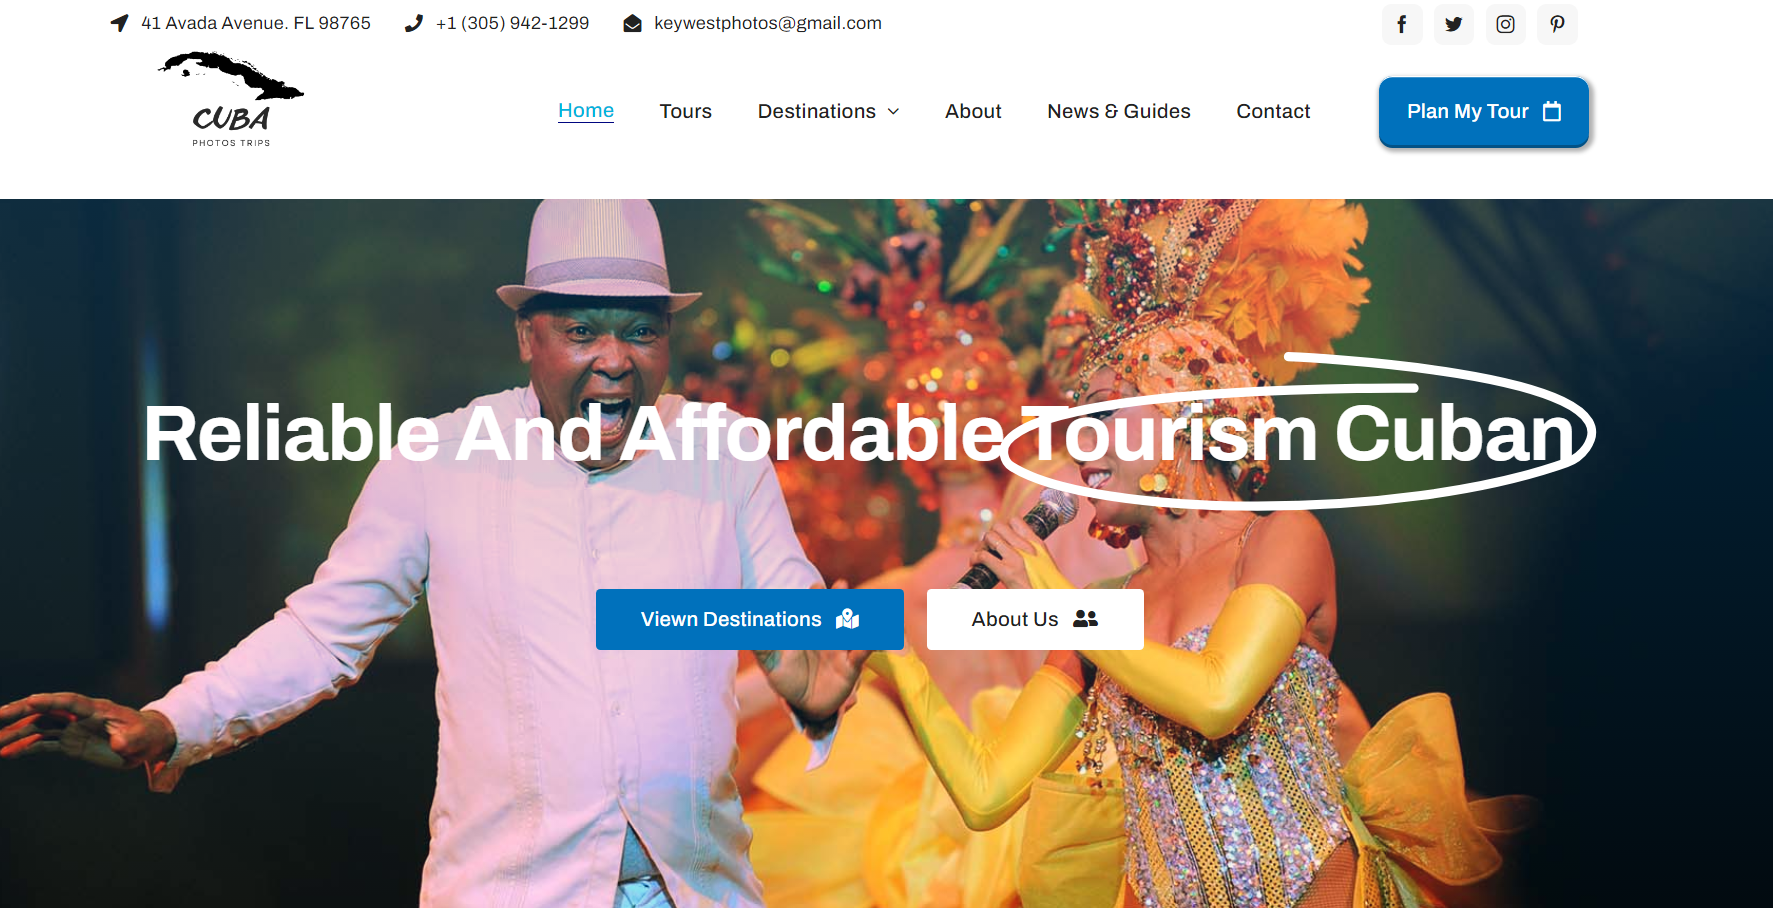 41 Avada Avenue. FL 98765
+1 (305) 942-1299
keywestphotos@gmail.com
CUBA
PHOTOS TRIPS
Home
Tours
Destinations
About
News & Guides
Contact
Plan My Tour
Reliable And Affordable Tourism Cuban
Viewn Destinations
About Us